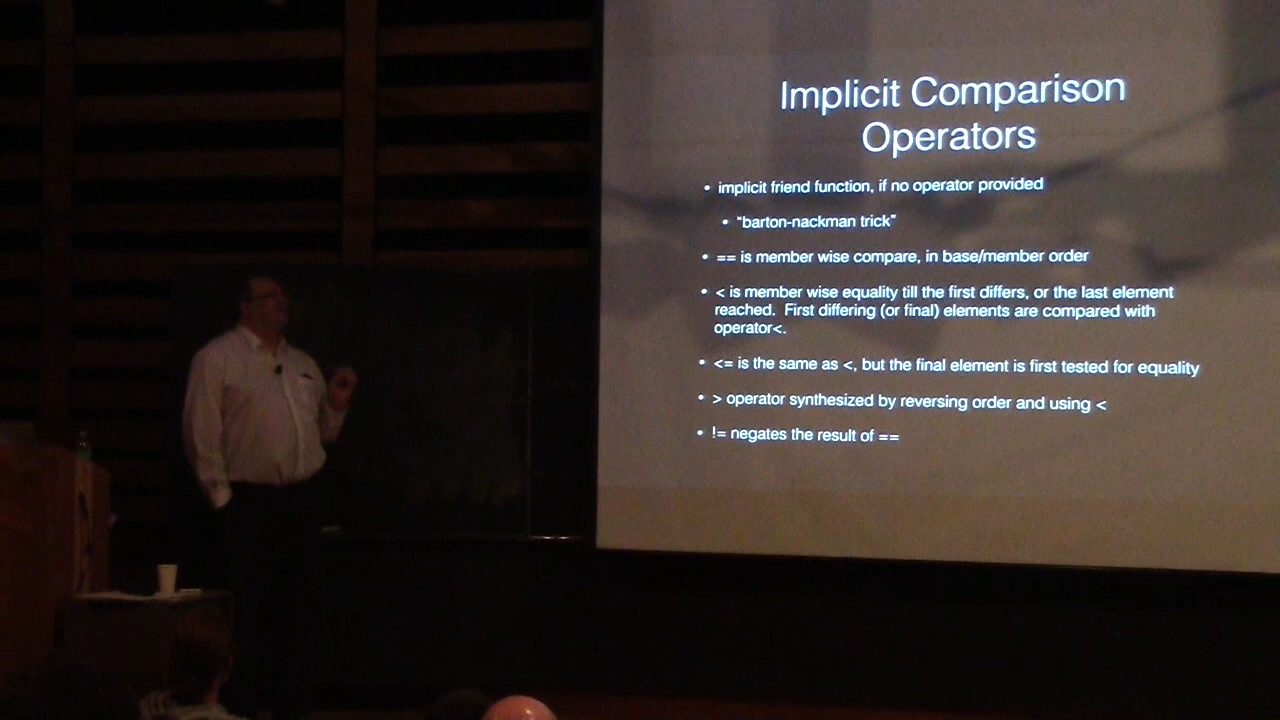 Implicit Comparison
Operators
• implicit friend function, if no operator provided
• “barton-nackman trick”
• == is member wise compare, in base/member order
• < is member wise equality till the first differs, or the last element
reached. First differing (or final) elements are compared with
operator<.
• <= is the same as <, but the final element is first tested for equality
• > operator synthesized by reversing order and using <
• != negates the result of ==